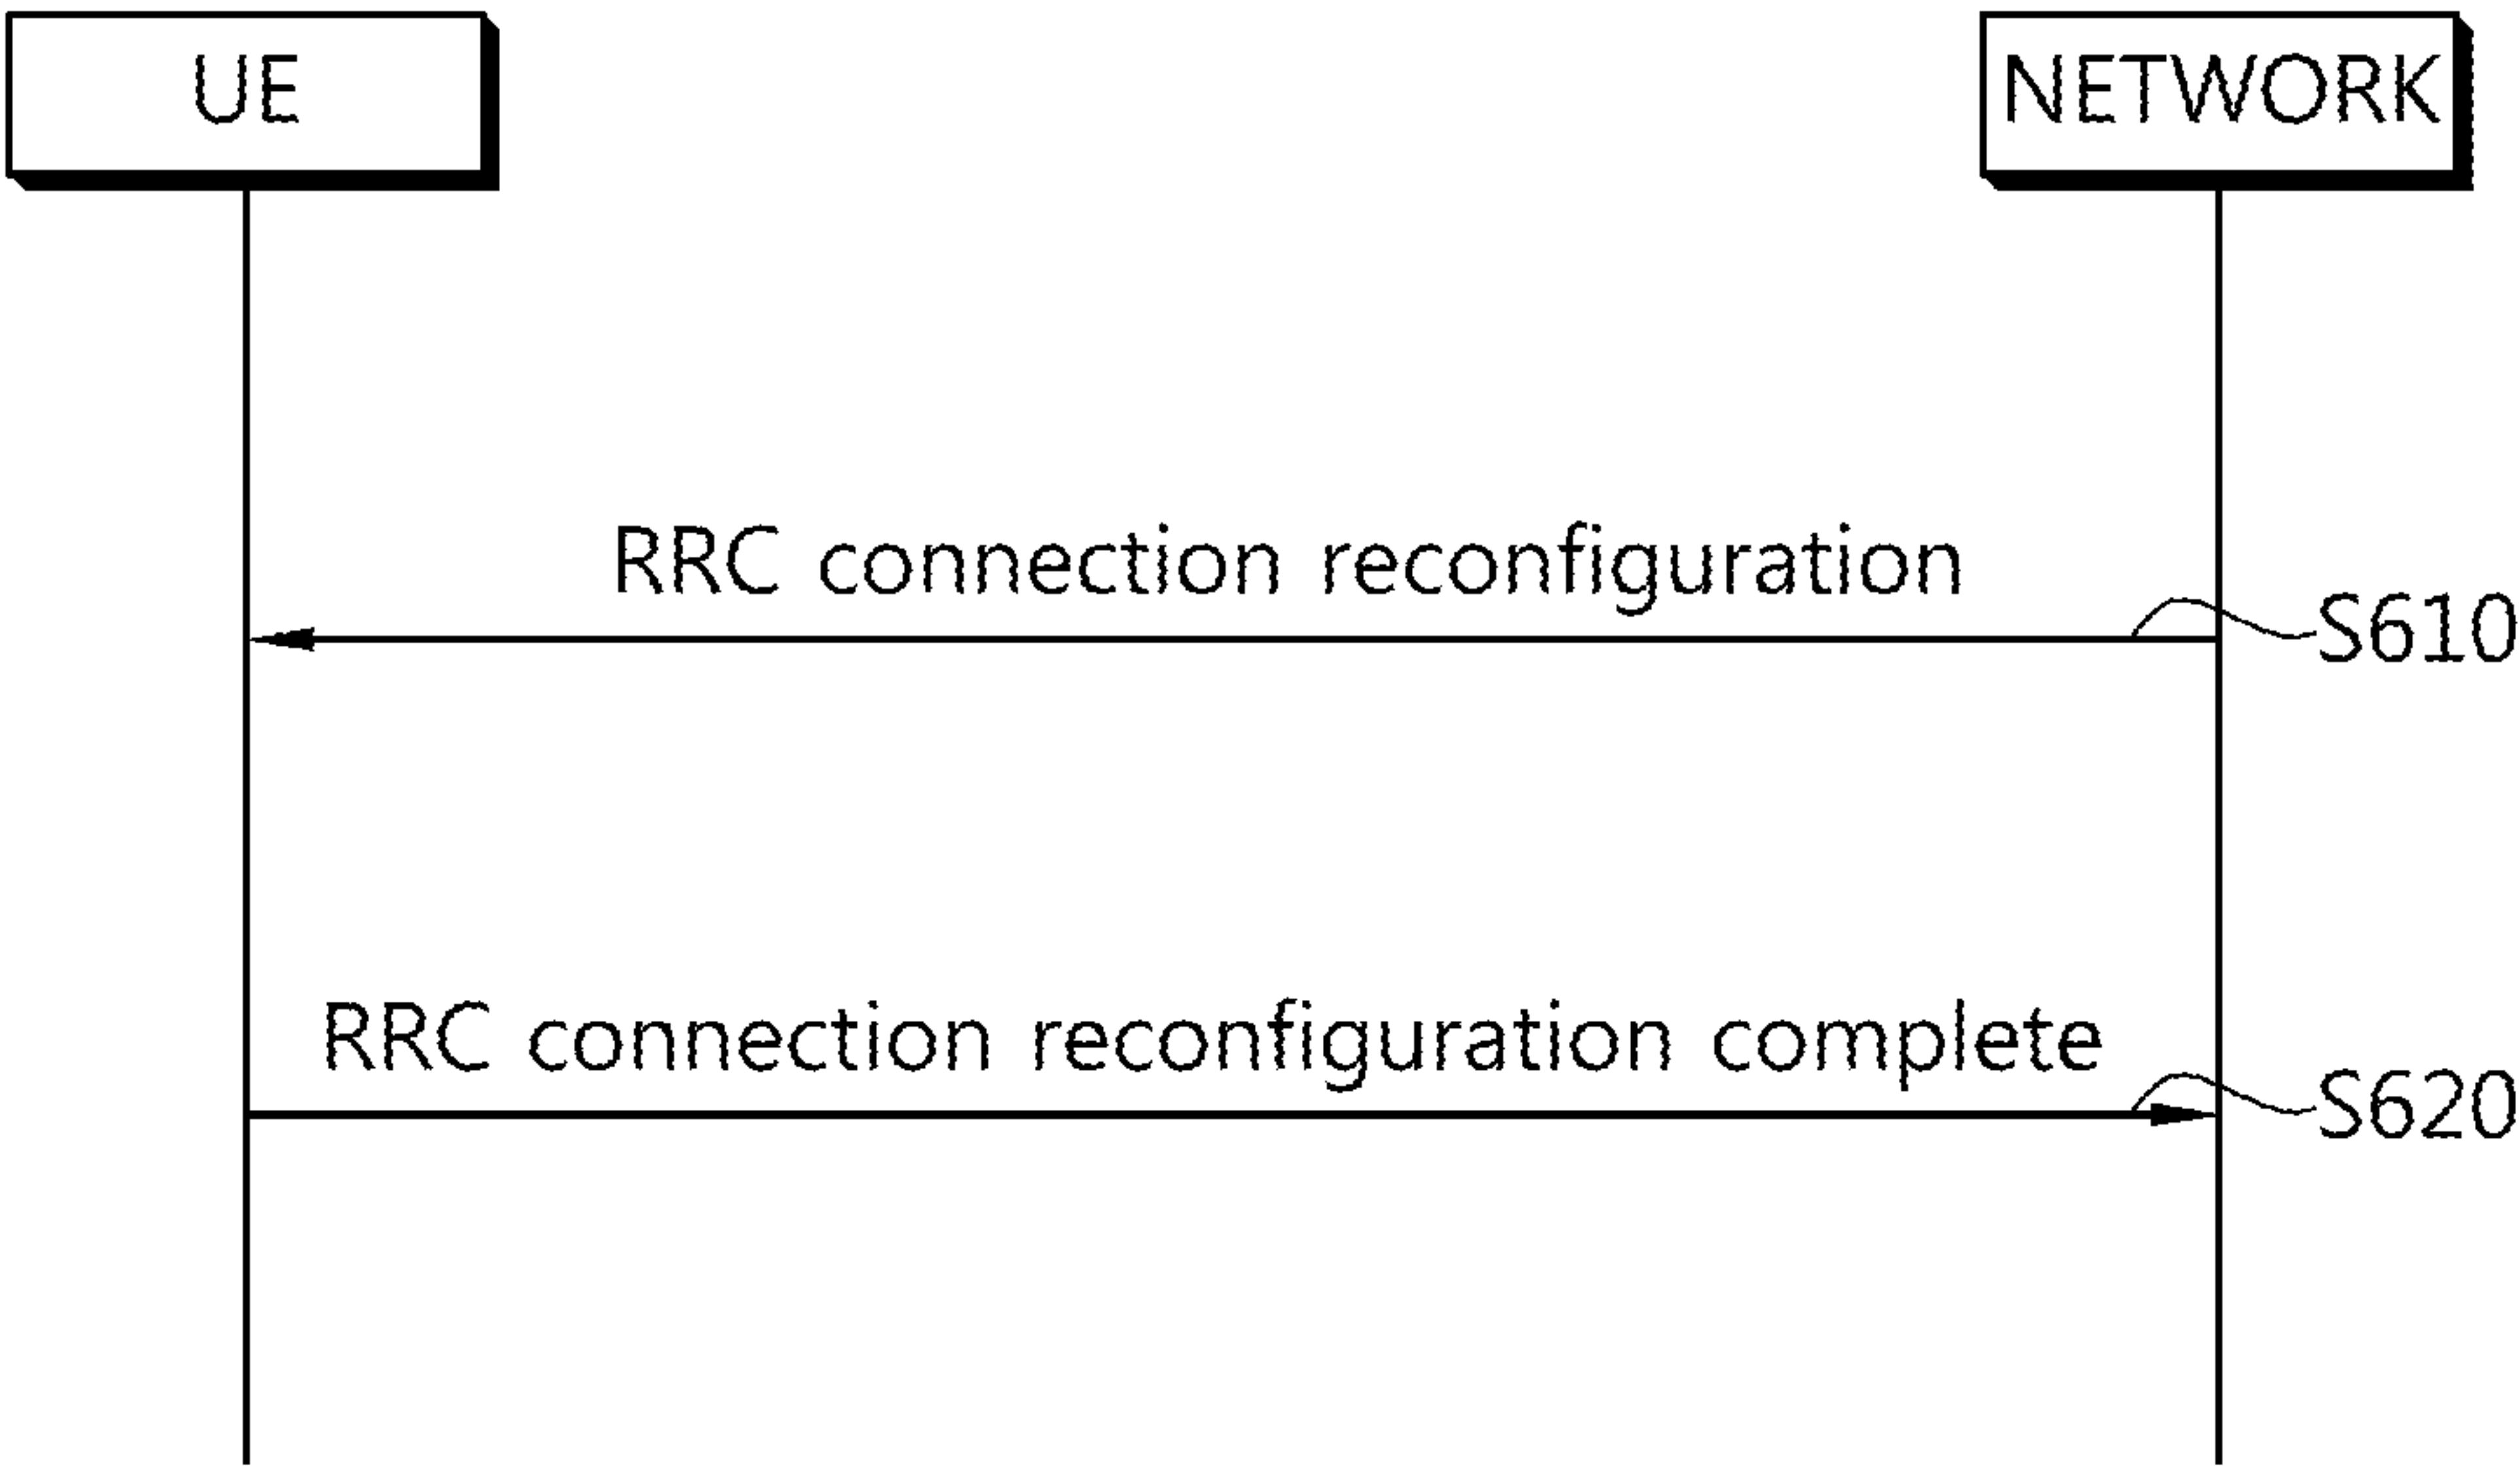 UE
NETWORK
RRC connection reconfiguration
S610
RRC connection reconfiguration complete
S620